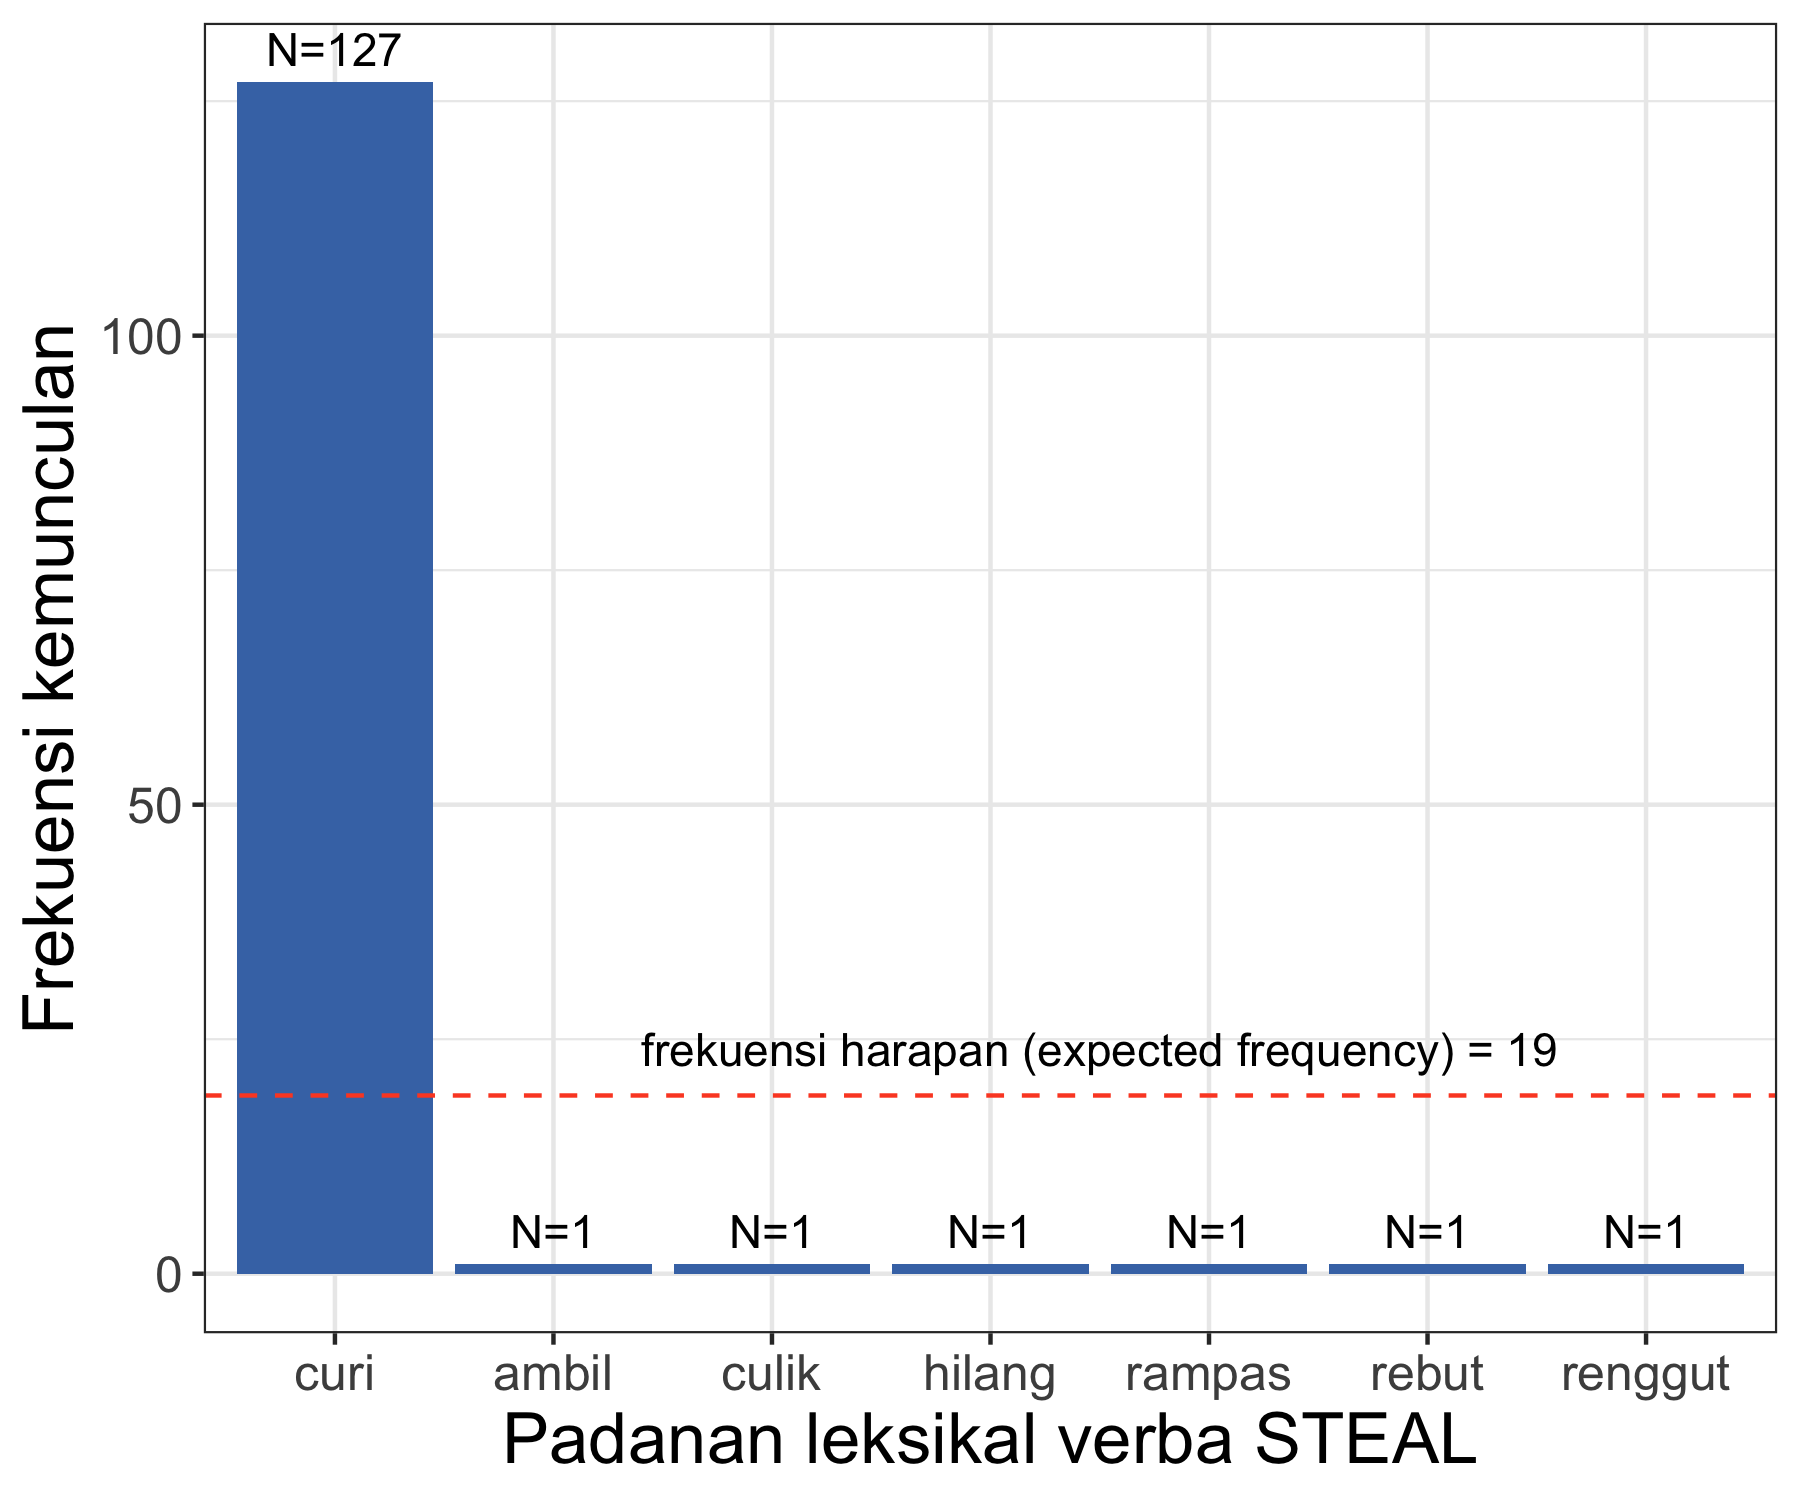 N=127
Frekuensi kemunculan
100
50
0
frekuensi harapan (expected frequency) = 19
N=1 N=1 N=1 N=1 N=1 N=1
curi ambil culik hilang rampas rebut renggut
Padanan leksikal verba STEAL